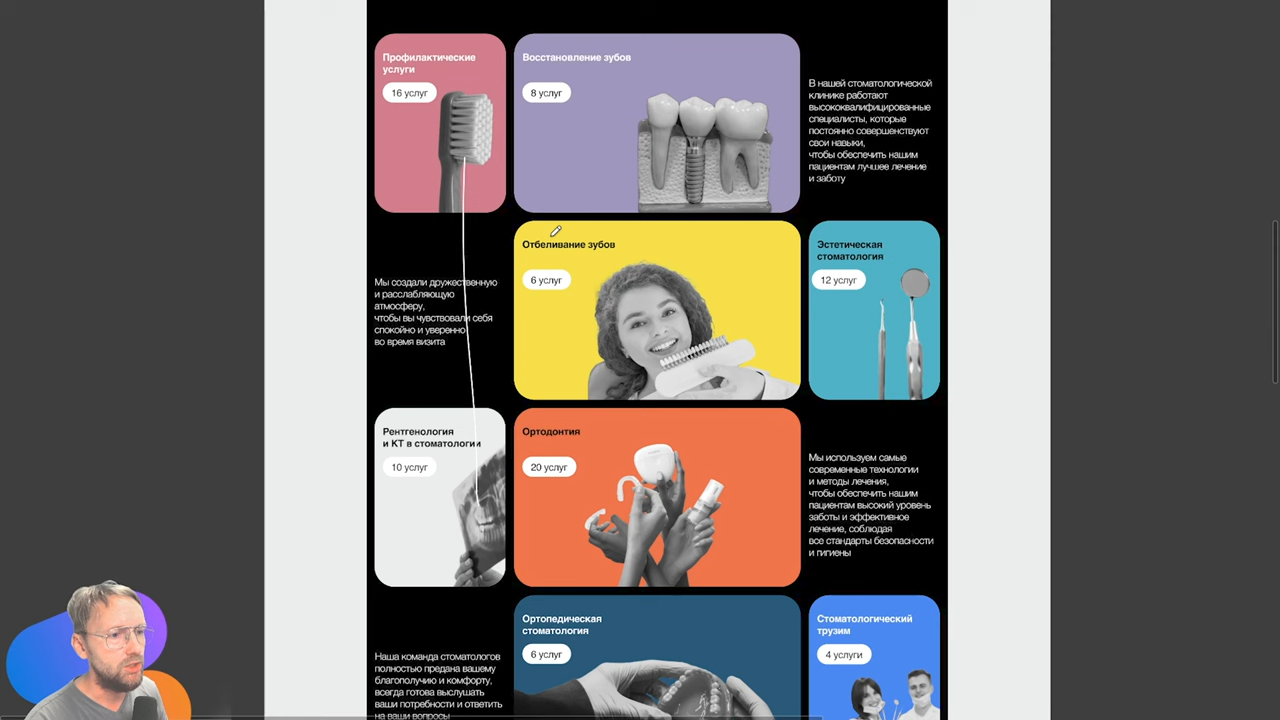 Профилактические
услуги
16 услуг
Восстановление зубов
8 услуг
В нашей стоматологической
клинике работают
высококвалифицированные
специалисты, которые
постоянно совершенствуют
свои навыки,
чтобы обеспечить нашим
пациентам лучшее лечение
и заботу
Мы создали дружественную
и расслабляющую
атмосферу,
чтобы вы чувствовали себя
спокойно и уверенно
во время визита
Отбеливание зубов
6 услуг
Эстетическая
стоматология
12 услуг
Рентгенология
и КТ в стоматологии
10 услуг
Ортодонтия
20 услуг
Мы используем самые
современные технологии
и методы лечения,
чтобы обеспечить нашим
пациентам высокий уровень
заботы и эффективное
лечение, соблюдая
все стандарты безопасности
и гигиены
Наша команда стоматологов
полностью предана вашему
благополучию и комфорту,
всегда готова выслушать
ваши потребности и ответить
на ваши вопросы
Ортопедическая
стоматология
6 услуг
Стоматологический
трузим
4 услуги